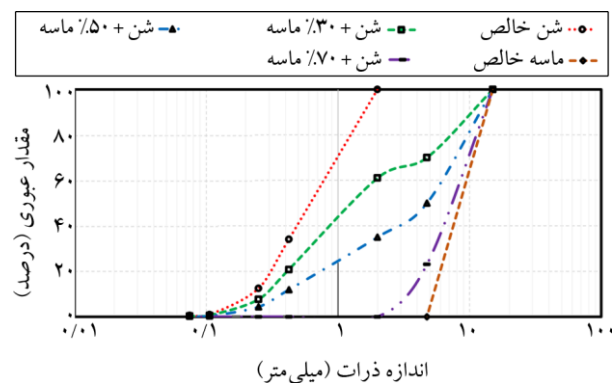 شن خالص شن + ۳۰٪ ماسه شن + ۵۰٪ ماسه
ماسه خالص شن + ۷۰٪ ماسه
مقدار عبوری (درصد)
۱۰۰
۸۰
۶۰
۴۰
۲۰
۰
۰/۰۱ ۰/۱ ۱ ۱۰ ۱۰۰
اندازه ذرات (میلی‌متر)